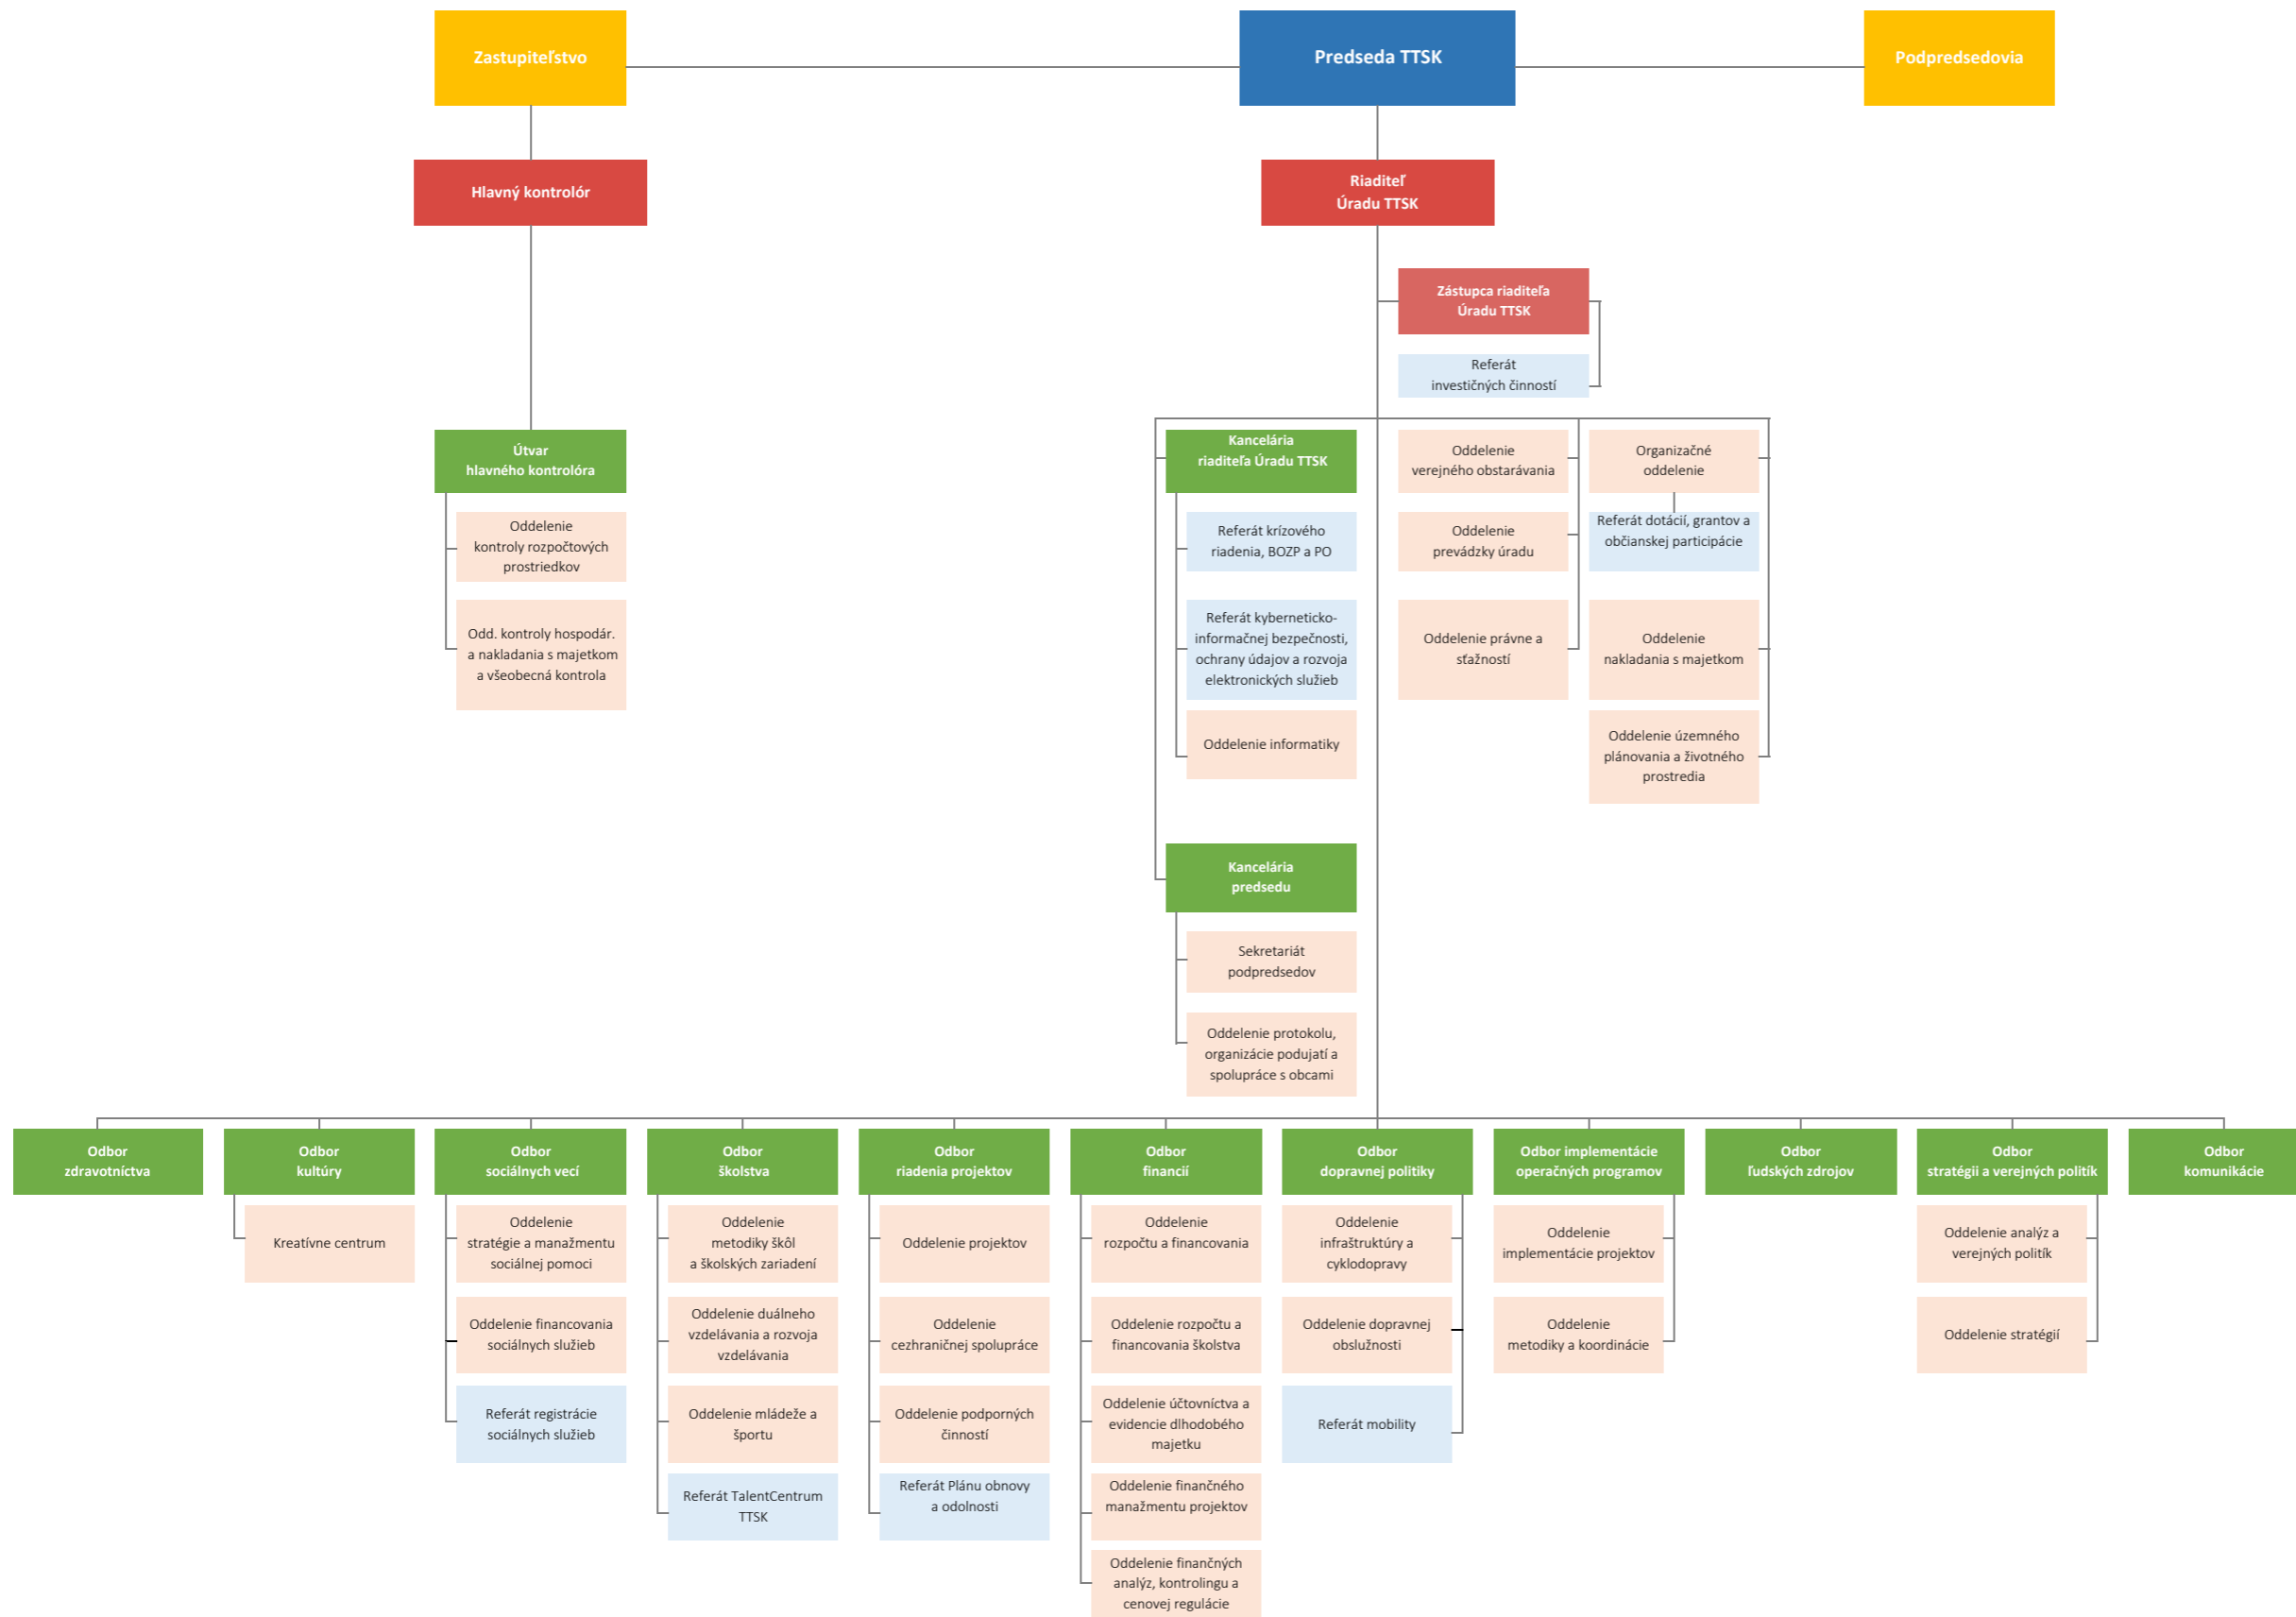 Zastupiteľstvo
Predseda TTSK
Podpredsedovia
Hlavný kontrolór
Riaditeľ
Úradu TTSK
Zástupca riaditeľa
Úradu TTSK
Referát
investičných činností
Útvar
hlavného kontrolóra
Oddelenie
kontroly rozpočtových
prostriedkov
Odd. kontroly hospodár.
a nakladania s majetkom
a všeobecná kontrola
Kancelária
riaditeľa Úradu TTSK
Referát krízového
riadenia, BOZP a PO
Referát kyberneticko-
informačnej bezpečnosti,
ochrany údajov a rozvoja
elektronických služieb
Oddelenie informatiky
Oddelenie
verejného obstarávania
Oddelenie
prevádzky úradu
Oddelenie právne a
sťažností
Organizačné
oddelenie
Referát dotácií, grantov a
občianskej participácie
Oddelenie
nakladania s majetkom
Oddelenie územného
plánovania a životného
prostredia
Kancelária
predsedu
Sekretariát
podpredsedov
Oddelenie protokolu,
organizácie podujatí a
spolupráce s obcami
Odbor
zdravotníctva
Odbor
kultúry
Kreatívne centrum
Odbor
sociálnych vecí
Oddelenie
stratégie a manažmentu
sociálnej pomoci
Oddelenie financovania
sociálnych služieb
Referát registrácie
sociálnych služieb
Odbor
školstva
Oddelenie
metodiky škôl
a školských zariadení
Oddelenie duálneho
vzdelávania a rozvoja
vzdelávania
Oddelenie mládeže a
športu
Referát TalentCentrum
TTSK
Odbor
riadenia projektov
Oddelenie projektov
Oddelenie
cezhraničnej spolupráce
Oddelenie podporných
činností
Referát Plánu obnovy
a odolnosti
Odbor
financií
Oddelenie
rozpočtu a financovania
Oddelenie rozpočtu a
financovania školstva
Oddelenie účtovníctva a
evidencie dlhodobého
majetku
Oddelenie finančného
manažmentu projektov
Oddelenie finančných
analýz, kontrolingu a
cenovej regulácie
Odbor
dopravnej politiky
Oddelenie
infraštruktúry a
cyklodopravy
Oddelenie dopravnej
obslužnosti
Referát mobility
Odbor implementácie
operačných programov
Oddelenie
implementácie projektov
Oddelenie
metodiky a koordinácie
Odbor
ľudských zdrojov
Odbor
stratégii a verejných politík
Oddelenie analýz a
verejných politík
Oddelenie stratégií
Odbor
komunikácie